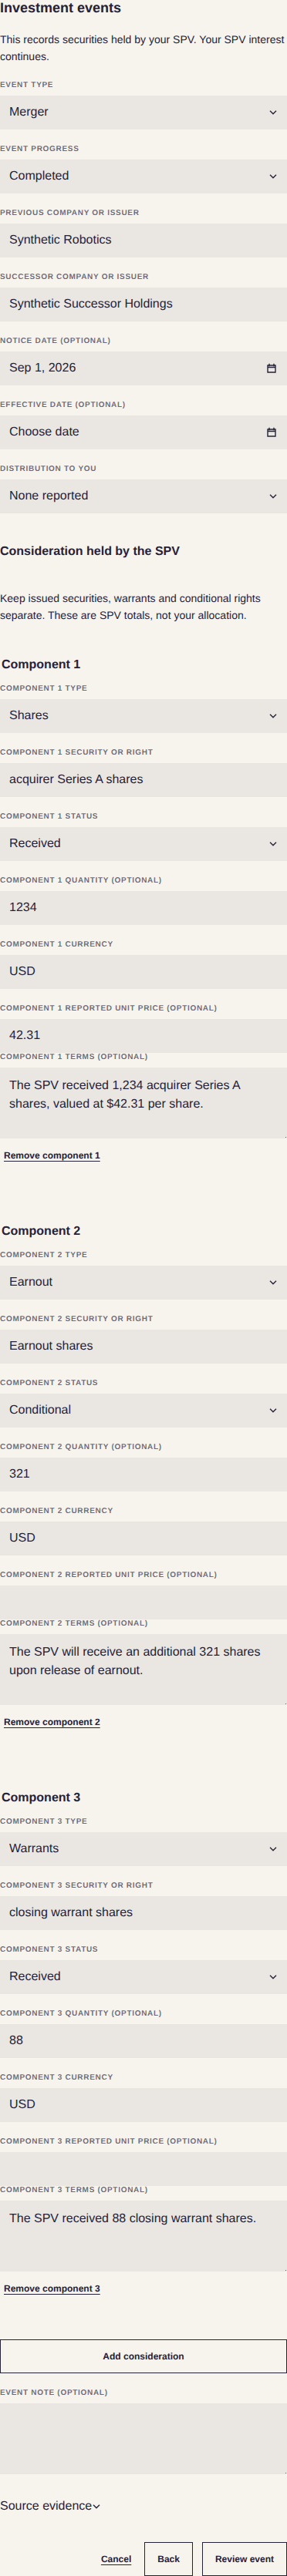 Investment events
This records securities held by your SPV. Your SPV interest
continues.
EVENT TYPE
Merger
EVENT PROGRESS
Completed
PREVIOUS COMPANY OR ISSUER
Synthetic Robotics
SUCCESSOR COMPANY OR ISSUER
Synthetic Successor Holdings
NOTICE DATE (OPTIONAL)
Sep 1, 2026
EFFECTIVE DATE (OPTIONAL)
Choose date
DISTRIBUTION TO YOU
None reported
Consideration held by the SPV
Keep issued securities, warrants and conditional rights
separate. These are SPV totals, not your allocation.
Component 1
COMPONENT 1 TYPE
Shares
COMPONENT 1 SECURITY OR RIGHT
acquirer Series A shares
COMPONENT 1 STATUS
Received
COMPONENT 1 QUANTITY (OPTIONAL)
1234
COMPONENT 1 CURRENCY
USD
COMPONENT 1 REPORTED UNIT PRICE (OPTIONAL)
42.31
COMPONENT 1 TERMS (OPTIONAL)
The SPV received 1,234 acquirer Series A
shares, valued at $42.31 per share.
Remove component 1
Component 2
COMPONENT 2 TYPE
Earnout
COMPONENT 2 SECURITY OR RIGHT
Earnout shares
COMPONENT 2 STATUS
Conditional
COMPONENT 2 QUANTITY (OPTIONAL)
321
COMPONENT 2 CURRENCY
USD
COMPONENT 2 REPORTED UNIT PRICE (OPTIONAL)
COMPONENT 2 TERMS (OPTIONAL)
The SPV will receive an additional 321 shares
upon release of earnout.
Remove component 2
Component 3
COMPONENT 3 TYPE
Warrants
COMPONENT 3 SECURITY OR RIGHT
closing warrant shares
COMPONENT 3 STATUS
Received
COMPONENT 3 QUANTITY (OPTIONAL)
88
COMPONENT 3 CURRENCY
USD
COMPONENT 3 REPORTED UNIT PRICE (OPTIONAL)
COMPONENT 3 TERMS (OPTIONAL)
The SPV received 88 closing warrant shares.
Remove component 3
Add consideration
EVENT NOTE (OPTIONAL)
Source evidence
Cancel Back Review event